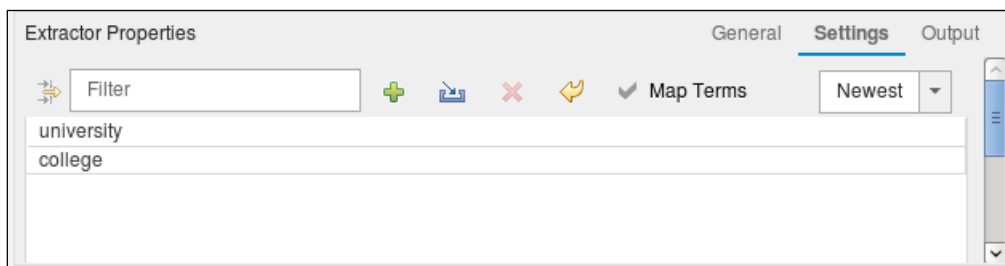 Extractor Properties General Settings Output
Filter Map Terms Newest
university
college